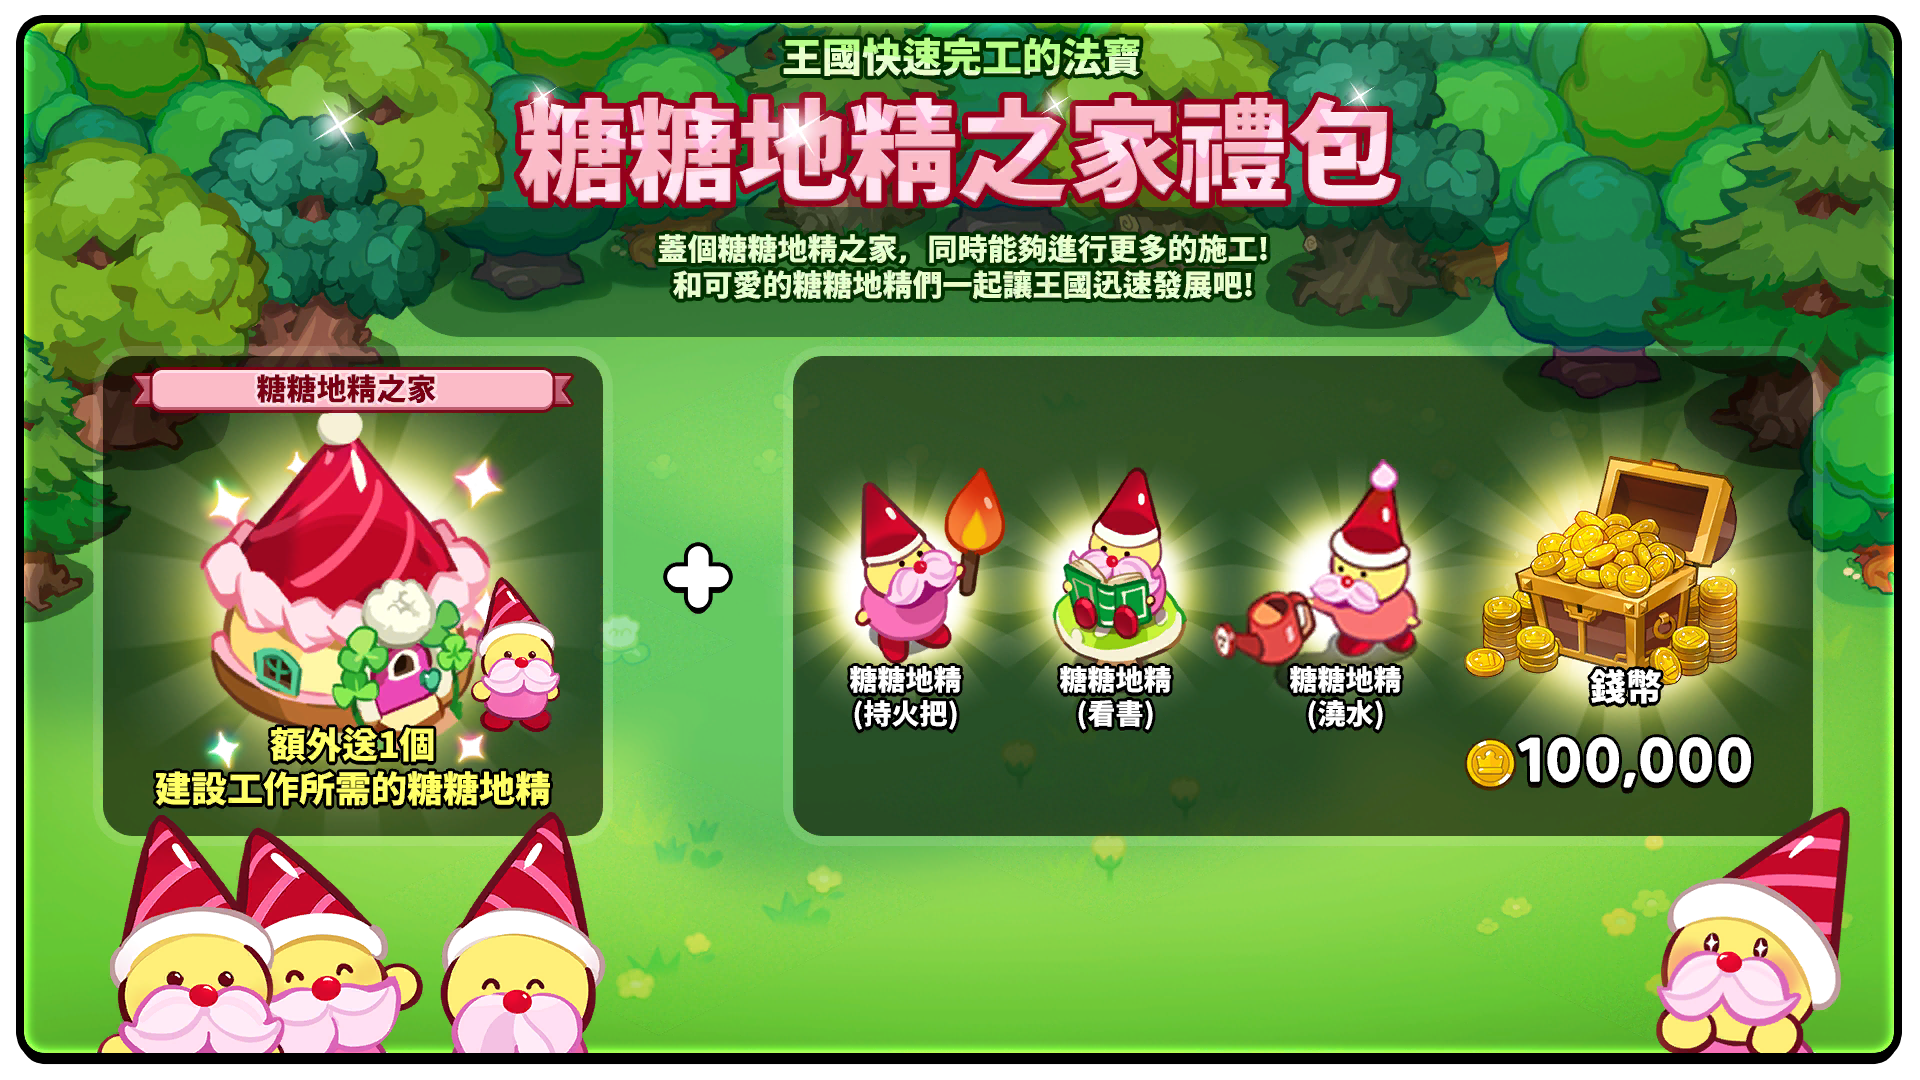 王國快速完工的法寶
糖糖地精之家禮包
蓋個糖糖地精之家，同時能夠進行更多的施工!
和可愛的糖糖地精們一起讓王國迅速發展吧!
糖糖地精之家
額外送1個
建設工作所需的糖糖地精
糖糖地精
(持火把)
糖糖地精
(看書)
糖糖地精
(澆水)
錢幣
100,000